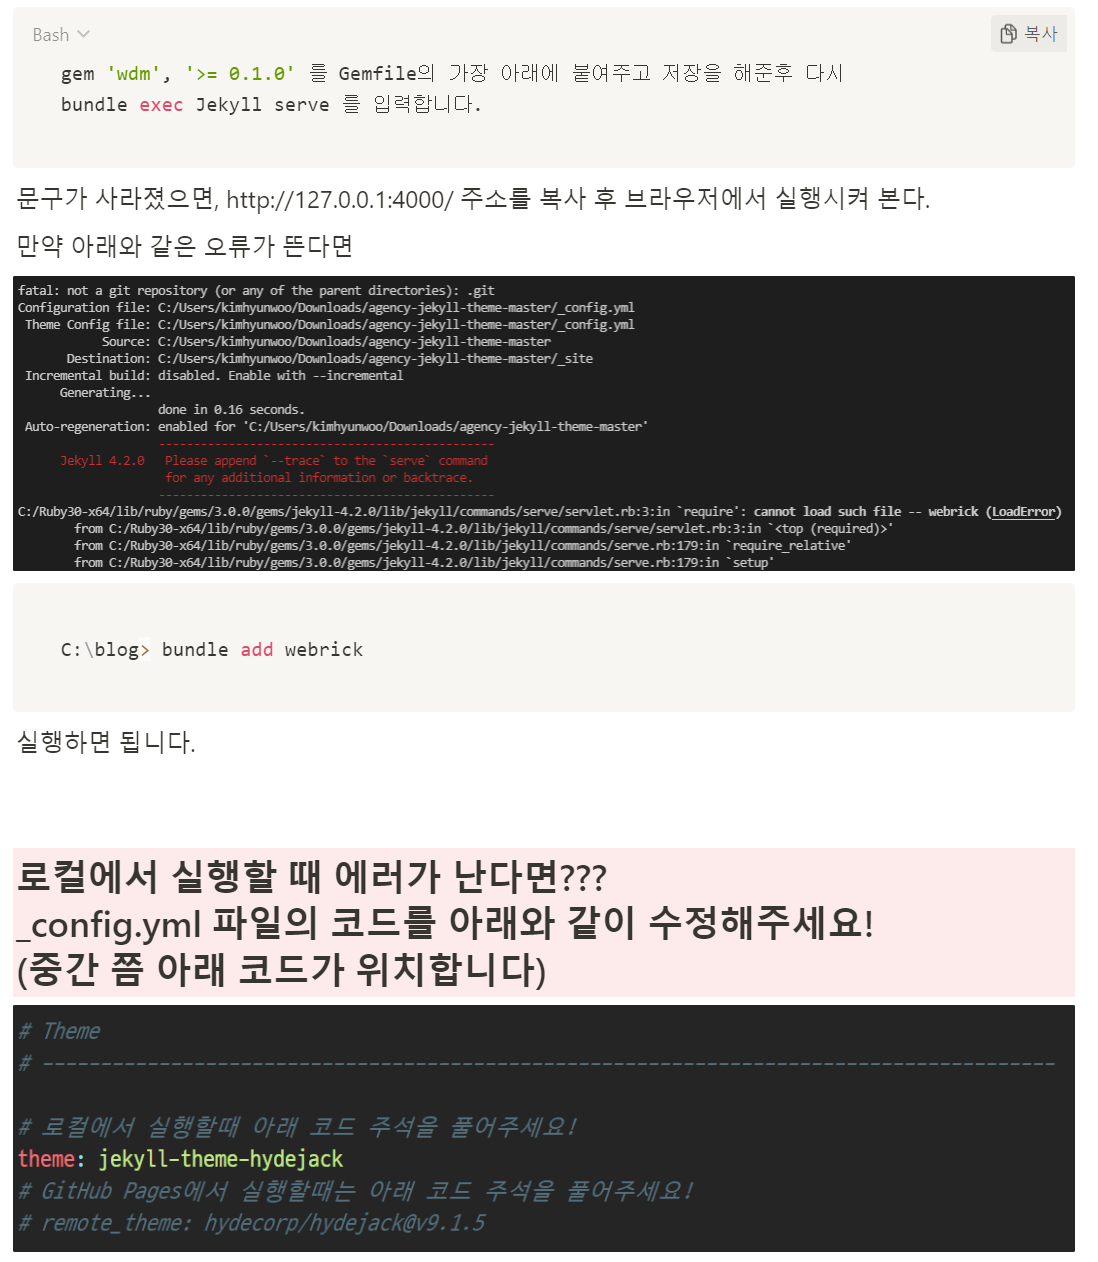 Bash
복사
gem 'wdm', '>= 0.1.0' 를 Gemfile의 가장 아래에 붙여주고 저장을 해준후 다시
bundle exec Jekyll serve 를 입력합니다.
문구가 사라졌으면, http://127.0.0.1:4000/ 주소를 복사 후 브라우저에서 실행시켜 본다.
만약 아래와 같은 오류가 뜬다면
fatal: not a git repository (or any of the parent directories): .git
Configuration file: C:/Users/kimhyunwoo/Downloads/agency-jekyll-theme-master/_config.yml
Theme Config file: C:/Users/kimhyunwoo/Downloads/agency-jekyll-theme-master/_config.yml
Source: C:/Users/kimhyunwoo/Downloads/agency-jekyll-theme-master
Destination: C:/Users/kimhyunwoo/Downloads/agency-jekyll-theme-master/_site
Incremental build: disabled. Enable with --incremental
Generating...
done in 0.16 seconds.
Auto-regeneration: enabled for 'C:/Users/kimhyunwoo/Downloads/agency-jekyll-theme-master'
------------------------------------------------
Jekyll 4.2.0   Please append `--trace` to the `serve` command
for any additional information or backtrace.
------------------------------------------------
C:/Ruby30-x64/lib/ruby/gems/3.0.0/gems/jekyll-4.2.0/lib/jekyll/commands/serve/servlet.rb:3:in `require': cannot load such file -- webrick (LoadError)
from C:/Ruby30-x64/lib/ruby/gems/3.0.0/gems/jekyll-4.2.0/lib/jekyll/commands/serve/servlet.rb:3:in `<top (required)>'
from C:/Ruby30-x64/lib/ruby/gems/3.0.0/gems/jekyll-4.2.0/lib/jekyll/commands/serve.rb:179:in `require_relative'
from C:/Ruby30-x64/lib/ruby/gems/3.0.0/gems/jekyll-4.2.0/lib/jekyll/commands/serve.rb:179:in `setup'
C:\blog> bundle add webrick
실행하면 됩니다.
로컬에서 실행할 때 에러가 난다면???
_config.yml 파일의 코드를 아래와 같이 수정해주세요!
(중간 쯤 아래 코드가 위치합니다)
# Theme
# ---------------------------------------------------------------------------------------
# 로컬에서 실행할때 아래 코드 주석을 풀어주세요!
theme: jekyll-theme-hydejack
# GitHub Pages에서 실행할때는 아래 코드 주석을 풀어주세요!
# remote_theme: hydecorp/hydejack@v9.1.5